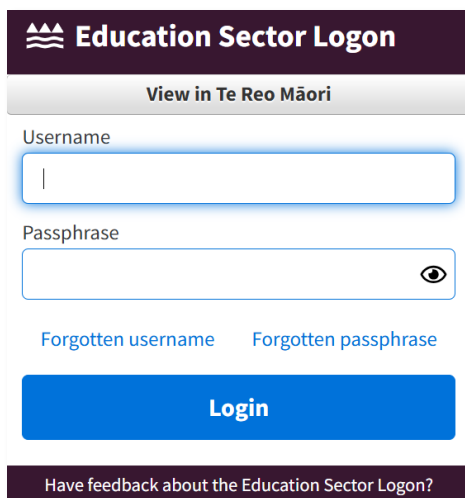 Education Sector Logon
View in Te Reo Māori
Username
Passphrase
Forgotten username Forgotten passphrase
Login
Have feedback about the Education Sector Logon?